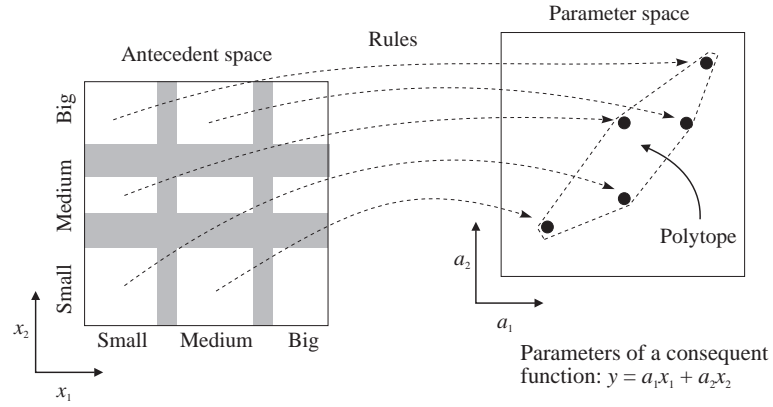 Parameter space
Rules
Antecedent space
Big
Medium
Small
Small Medium Big
x2
x1
a2
a1
Polytope
Parameters of a consequent
function: y = a1x1 + a2x2